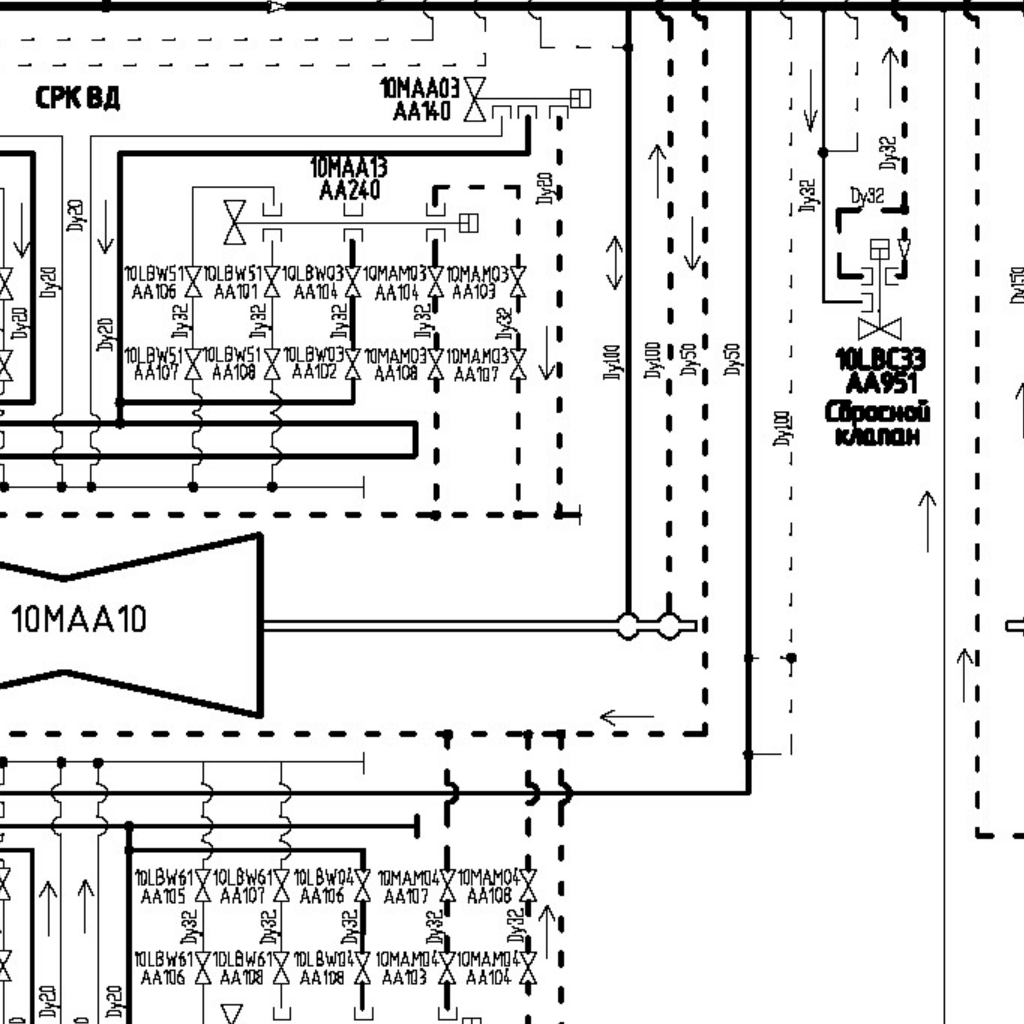 СРК ВД
10MAA03
AA140
10MAA13
AA240
Dy20
Dy20
Dy20
Dy20
Dy20
10LBW51
AA106
10LBW51
AA101
10LBW03
AA104
10MAM03
AA104
10MAM03
AA103
Dy32
Dy32
Dy32
Dy32
10LBW51
AA107
10LBW51
AA108
10LBW03
AA102
10MAM03
AA108
10MAM03
AA107
Dy100
Dy100
Dy50
Dy50
Dy100
Dy32
Dy32
Dy32
Dy150
10LBC33
AA951
Сбросной
клапан
10MAA10
10LBW61
AA105
10LBW61
AA107
10LBW04
AA106
10MAM04
AA107
10MAM04
AA108
Dy32
Dy32
Dy32
Dy32
Dy32
10LBW61
AA106
10LBW61
AA108
10LBW04
AA108
10MAM04
AA103
10MAM04
AA104
Dy20
Dy20